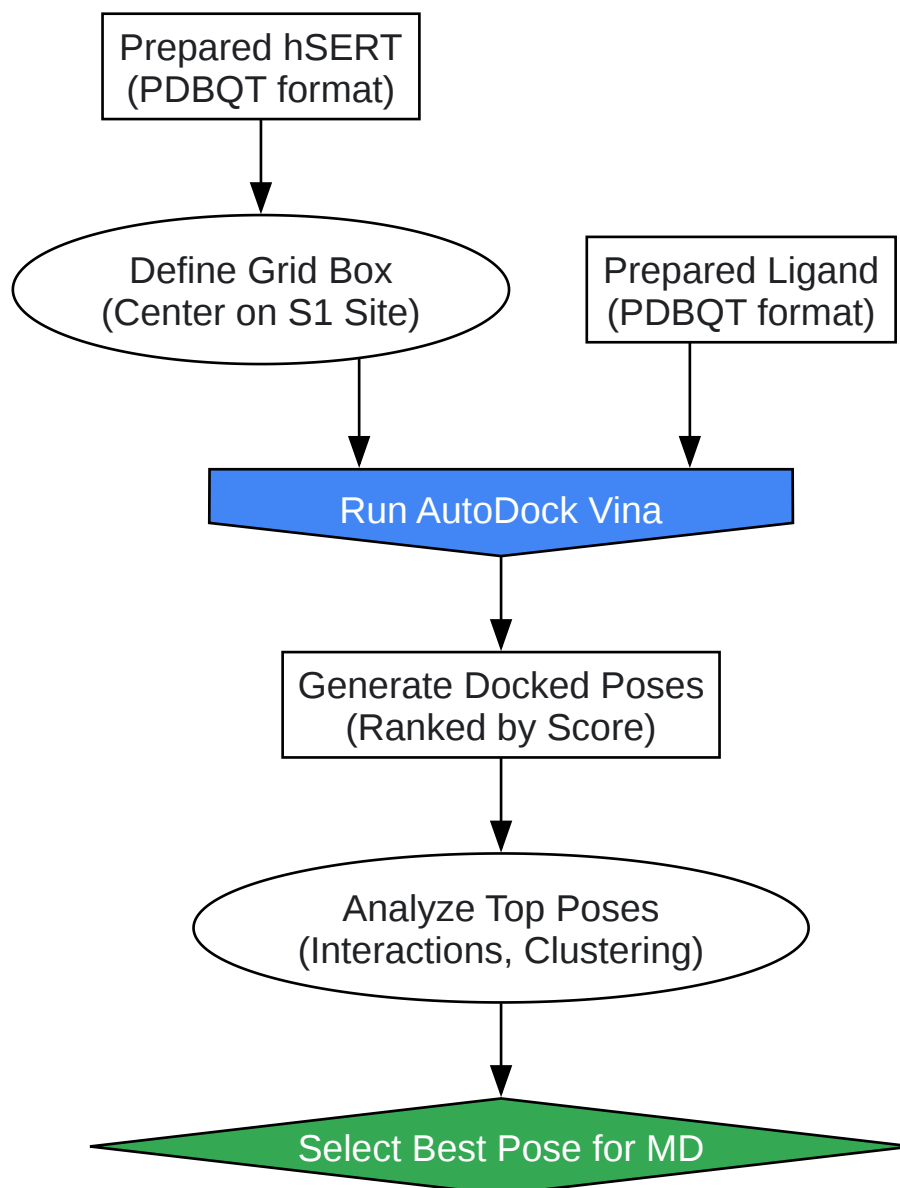 Prepared hSERT
(PDBQT format)
Define Grid Box
(Center on S1 Site)
Prepared Ligand
(PDBQT format)
Run AutoDock Vina
Generate Docked Poses
(Ranked by Score)
Analyze Top Poses
(Interactions, Clustering)
Select Best Pose for MD